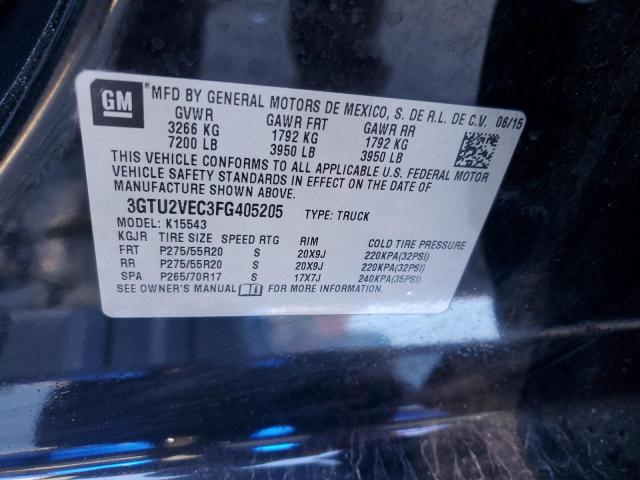 GM
*MFD BY GENERAL MOTORS DE MEXICO, S. DE R.L. DE C.V. 06/15
GVWR GAWR FRT GAWR RR
3266 KG 1792 KG 1792 KG
7200 LB 3950 LB 3950 LB
THIS VEHICLE CONFORMS TO ALL APPLICABLE U.S. FEDERAL MOTOR
VEHICLE SAFETY STANDARDS IN EFFECT ON THE DATE OF
MANUFACTURE SHOWN ABOVE.
3GTU2VEC3FG405205 TYPE: TRUCK
MODEL: K15543
KGJR TIRE SIZE SPEED RTG RIM COLD TIRE PRESSURE
FRT P275/55R20 S 20X9J 220KPA(32PSI)
RR P275/55R20 S 20X9J 220KPA(32PSI)
SPA P265/70R17 S 17X7J 240KPA(35PSI)
SEE OWNER'S MANUAL FOR MORE INFORMATION.